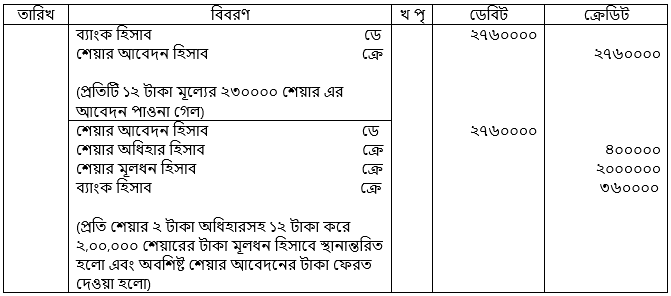 তারিখ বিবরণ খ পৃ ডেবিট ক্রেডিট
ব্যাংক হিসাব ডে ২৭৬০০০০
শেয়ার আবেদন হিসাব ক্রে ২৭৬০০০০
(প্রতিটি ১২ টাকা মূল্যের ২৩০০০০ শেয়ার এর
আবেদন পাওনা গেল)
শেয়ার আবেদন হিসাব ডে ২৭৬০০০০
শেয়ার অধিহার হিসাব ক্রে ৪০০০০০
শেয়ার মূলধন হিসাব ক্রে ২০০০০০০
ব্যাংক হিসাব ক্রে ৩৬০০০০
(প্রতি শেয়ার ২ টাকা অধিহারসহ ১২ টাকা করে
২,০০,০০০ শেয়ারের টাকা মূলধন হিসাবে স্থানান্তরিত
হলো এবং অবশিষ্ট শেয়ার আবেদনের টাকা ফেরত
দেওয়া হলো)